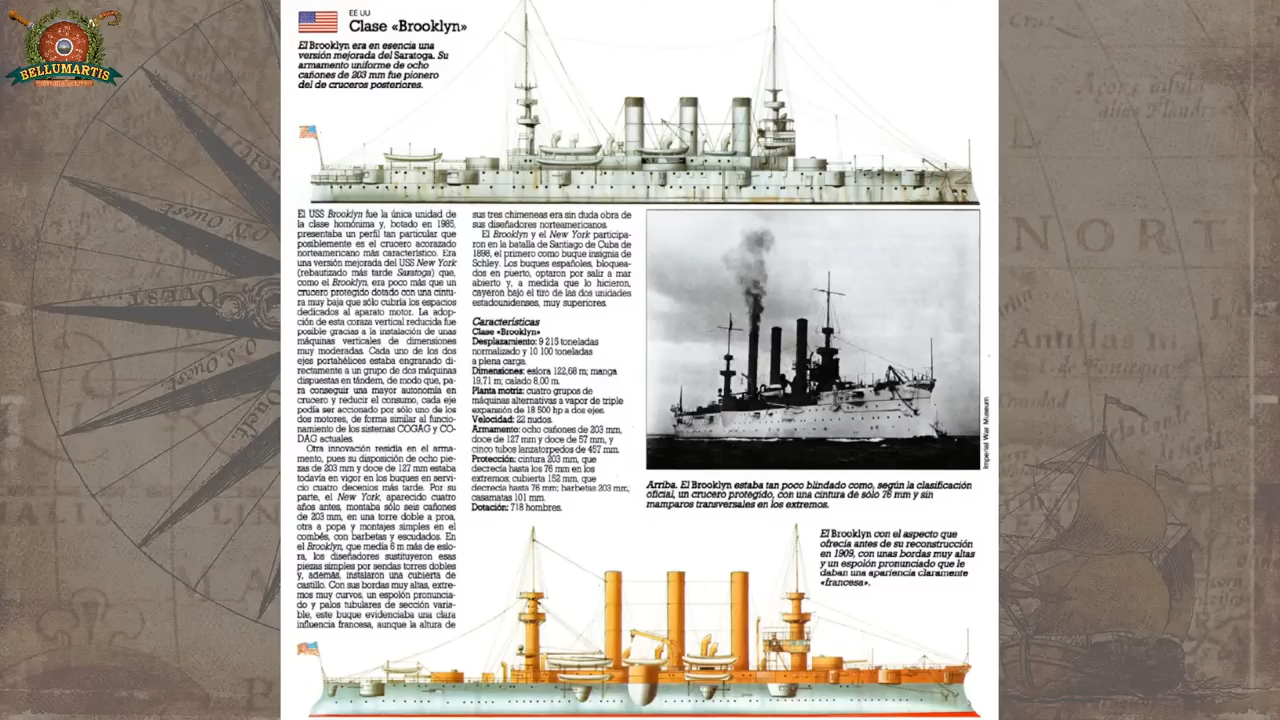 BELLUMARTIS
EE UU
Clase «Brooklyn»
El Brooklyn era en esencia una
versión mejorada del Saratoga. Su
armamento uniforme de ocho
cañones de 203 mm fue pionero
del de cruceros posteriores.
El USS Brooklyn fue la única unidad de
la clase homónima y, botado en 1985,
presentaba un perfil tan particular que
posiblemente es el crucero acorazado
norteamericano más característico. Era
una versión mejorada del USS New York
(rebautizado más tarde Saratoga) que,
como el Brooklyn, era poco más que un
crucero protegido dotado con una cintu-
ra muy baja que sólo cubría los espacios
dedicados al aparato motor. La adop-
ción de esta coraza vertical reducida fue
posible gracias a la instalación de unas
máquinas verticales de dimensiones
muy moderadas. Cada uno de los dos
ejes portahélices estaba engranado di-
rectamente a un grupo de dos máquinas
dispuestas en tándem, de modo que, pa-
ra conseguir una mayor autonomía en
crucero y reducir el consumo, cada eje
podía ser accionado por sólo uno de los
dos motores, de forma similar al funcio-
namiento de los sistemas COGAG y CO-
DAG actuales.
Otra innovación residía en el arma-
mento, pues su disposición de ocho pie-
zas de 203 mm y doce de 127 mm estaba
todavía en vigor en los buques en servi-
cio cuatro decenios más tarde. Por su
parte, el New York, aparecido cuatro
años antes, montaba sólo seis cañones
de 203 mm, en una torre doble a proa,
otra a popa y montajes simples en el
combés, con barbetas y escudados. En
el Brooklyn, que medía 6 m más de eslo-
ra, los diseñadores sustituyeron esas
piezas simples por sendas torres dobles
y, además, instalaron una cubierta de
castillo. Con sus bordas muy altas, extre-
mos muy curvos, un espolón pronuncia-
do y palos tubulares de sección varia-
ble, este buque evidenciaba una clara
influencia francesa, aunque la altura de
sus tres chimeneas era sin duda obra de
sus diseñadores norteamericanos.
El Brooklyn y el New York participa-
ron en la batalla de Santiago de Cuba de
1898, el primero como buque insignia de
Schley. Los buques españoles, bloquea-
dos en puerto, optaron por salir a mar
abierto y, a medida que lo hicieron,
cayeron bajo el tiro de las dos unidades
estadounidenses, muy superiores.
Características
Clase «Brooklyn»
Desplazamiento: 9 215 toneladas
normalizado y 10 100 toneladas
a plena carga.
Dimensiones: eslora 122,68 m; manga
19,71 m; calado 8,00 m.
Planta motriz: cuatro grupos de
máquinas alternativas a vapor de triple
expansión de 18 500 hp a dos ejes.
Velocidad: 22 nudos.
Armamento: ocho cañones de 203 mm,
doce de 127 mm y doce de 57 mm, y
cinco tubos lanzatorpedos de 457 mm.
Protección: cintura 203 mm, que
decrecía hasta los 76 mm en los
extremos; cubierta 152 mm, que
decrecía hasta 76 mm; barbetas 203 mm;
casamatas 101 mm.
Dotación: 718 hombres.
Imperial War Museum
Arriba. El Brooklyn estaba tan poco blindado como, según la clasificación
oficial, un crucero protegido, con una cintura de sólo 76 mm y sin
mamparos transversales en los extremos.
El Brooklyn con el aspecto que
ofrecía antes de su reconstrucción
en 1909, con unas bordas muy altas
y un espolón pronunciado que le
daban una apariencia claramente
«francesa».